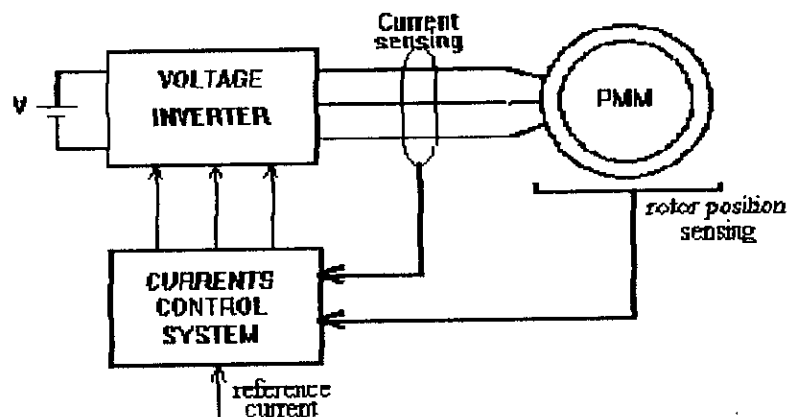 Current
sensing
VOLTAGE
INVERTER
V
PMM
rotor position
sensing
CURRENTS
CONTROL
SYSTEM
reference
current